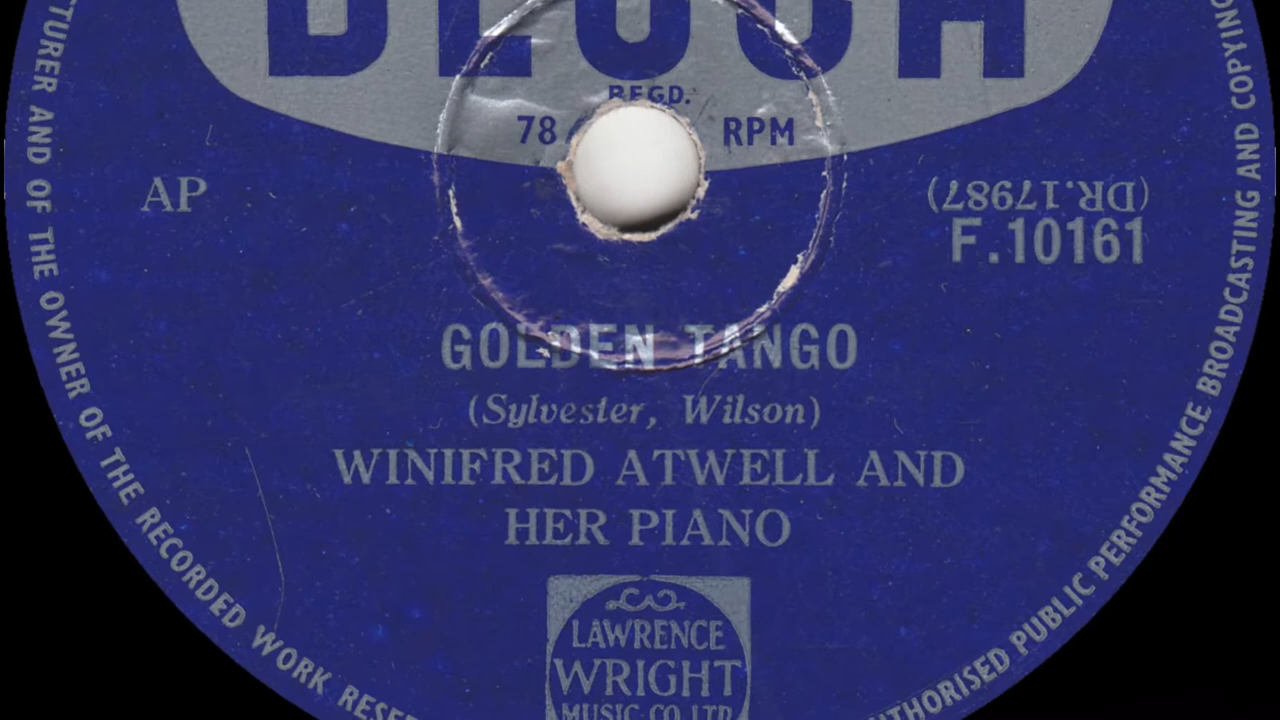 DECCA
REGD.
78 RPM
AP
(DR.17987)
F.10161
GOLDEN TANGO
(Sylvester, Wilson)
WINIFRED ATWELL AND
HER PIANO
LAWRENCE
WRIGHT
MUSIC CO LTD
TURER AND OF THE OWNER OF THE RECORDED WORK RESE
THORISED PUBLIC PERFORMANCE BROADCASTING AND COPYING